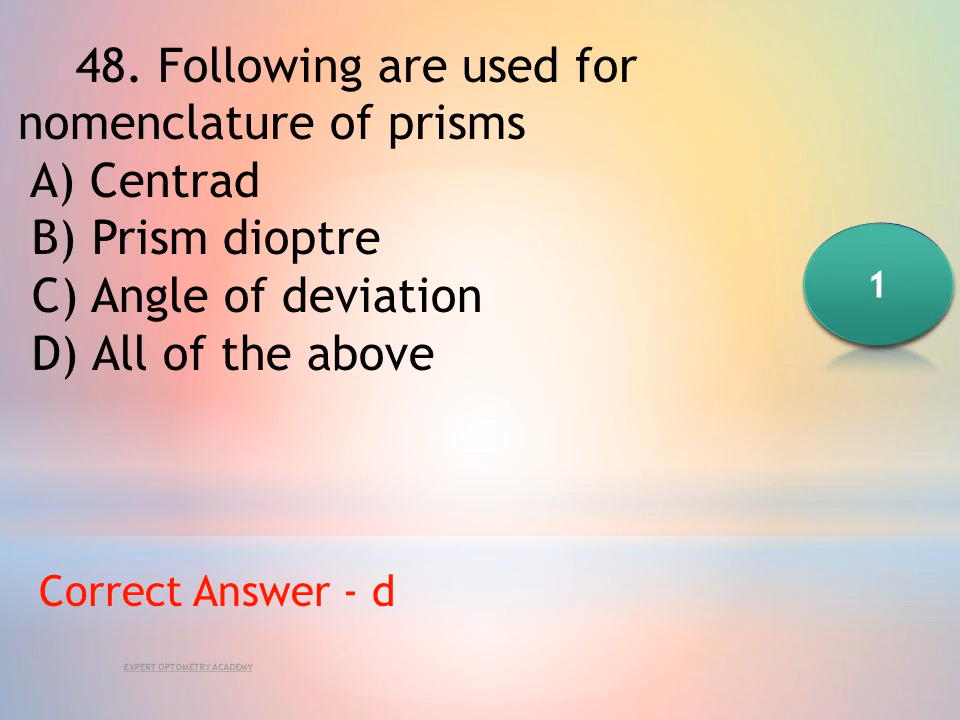 48. Following are used for
nomenclature of prisms
A) Centrad
B) Prism dioptre
C) Angle of deviation
D) All of the above
1
Correct Answer - d
EXPERT OPTOMETRY ACADEMY